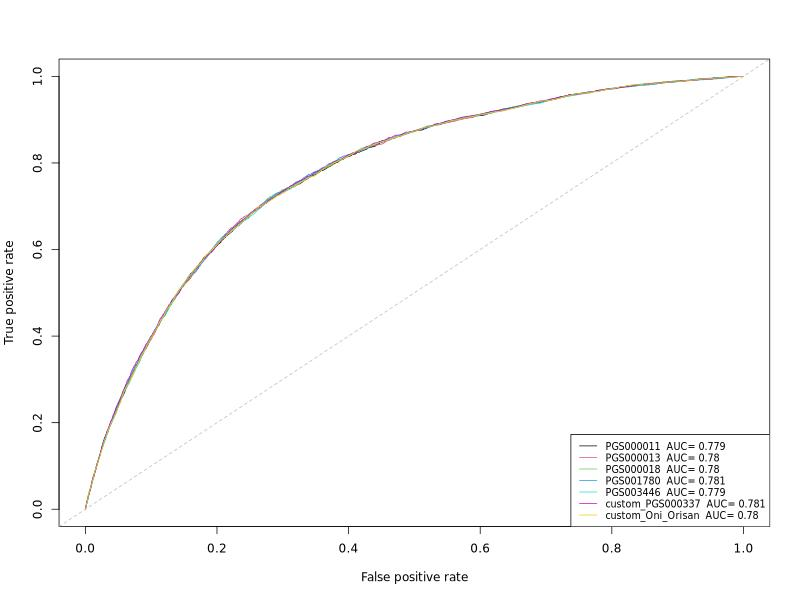 1.0
0.8
0.6
0.4
0.2
0.0
True positive rate
PGS000011 AUC= 0.779
PGS000013 AUC= 0.78
PGS000018 AUC= 0.78
PGS001780 AUC= 0.781
PGS003446 AUC= 0.779
custom_PGS000337 AUC= 0.781
custom_Oni_Orisan AUC= 0.78
0.0 0.2 0.4 0.6 0.8 1.0
False positive rate